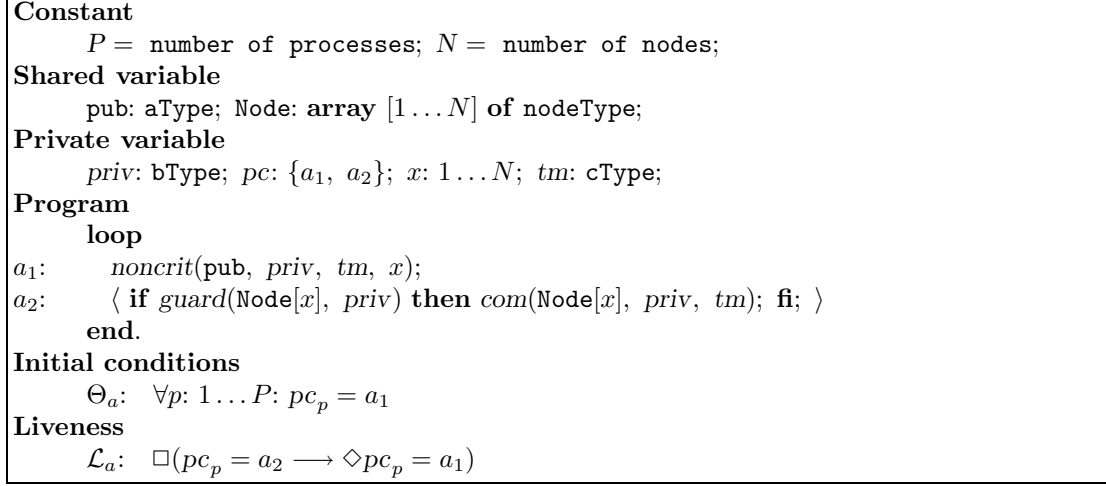 Constant
P = number of processes; N = number of nodes;
Shared variable
pub: aType; Node: array [1 … N] of nodeType;
Private variable
priv: bType; pc: {a₁, a₂}; x: 1 … N; tm: cType;
Program
loop
a₁: noncrit(pub, priv, tm, x);
a₂: ⟨ if guard(Node[x], priv) then com(Node[x], priv, tm); fi; ⟩
end.
Initial conditions
Θₐ: ∀p: 1 … P: pcₚ = a₁
Liveness
ℒₐ: □(pcₚ = a₂ ⟶ ◇pcₚ = a₁)